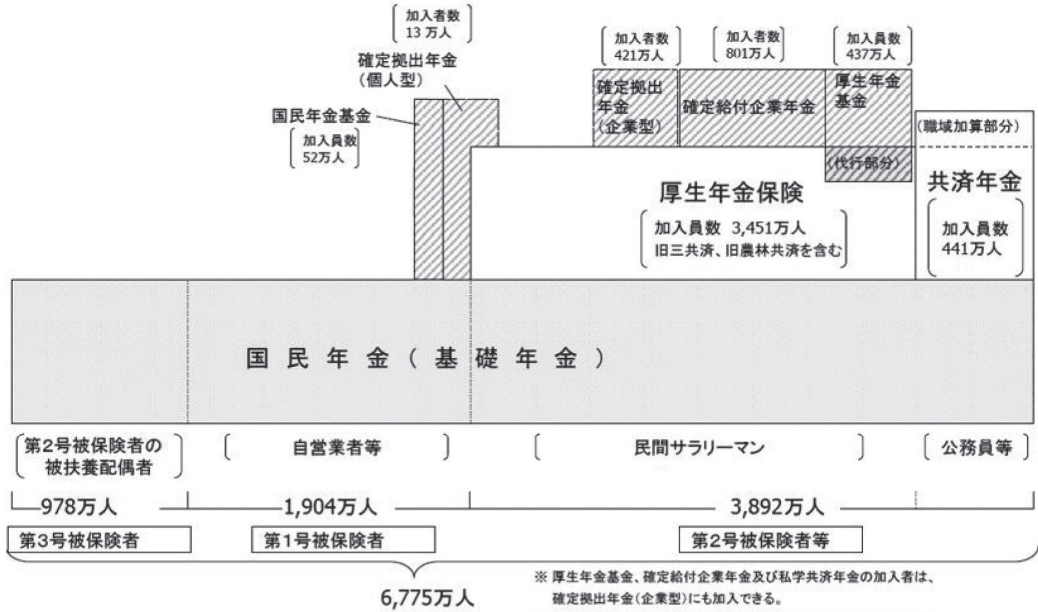 加入者数
13 万人
確定拠出年金
（個人型）
国民年金基金
加入員数
52万人
加入者数
421万人
加入者数
801万人
加入員数
437万人
確定拠出
年金
（企業型）
確定給付企業年金
厚生年金
基金
（代行部分）
（職域加算部分）
厚生年金保険
加入員数 3,451万人
旧三共済、旧農林共済を含む
共済年金
加入員数
441万人
国民年金（基礎年金）
第2号被保険者の
被扶養配偶者
自営業者等
民間サラリーマン
公務員等
978万人
1,904万人
3,892万人
第3号被保険者
第1号被保険者
第2号被保険者等
6,775万人
※ 厚生年金基金、確定給付企業年金及び私学共済年金の加入者は、
確定拠出年金（企業型）にも加入できる。